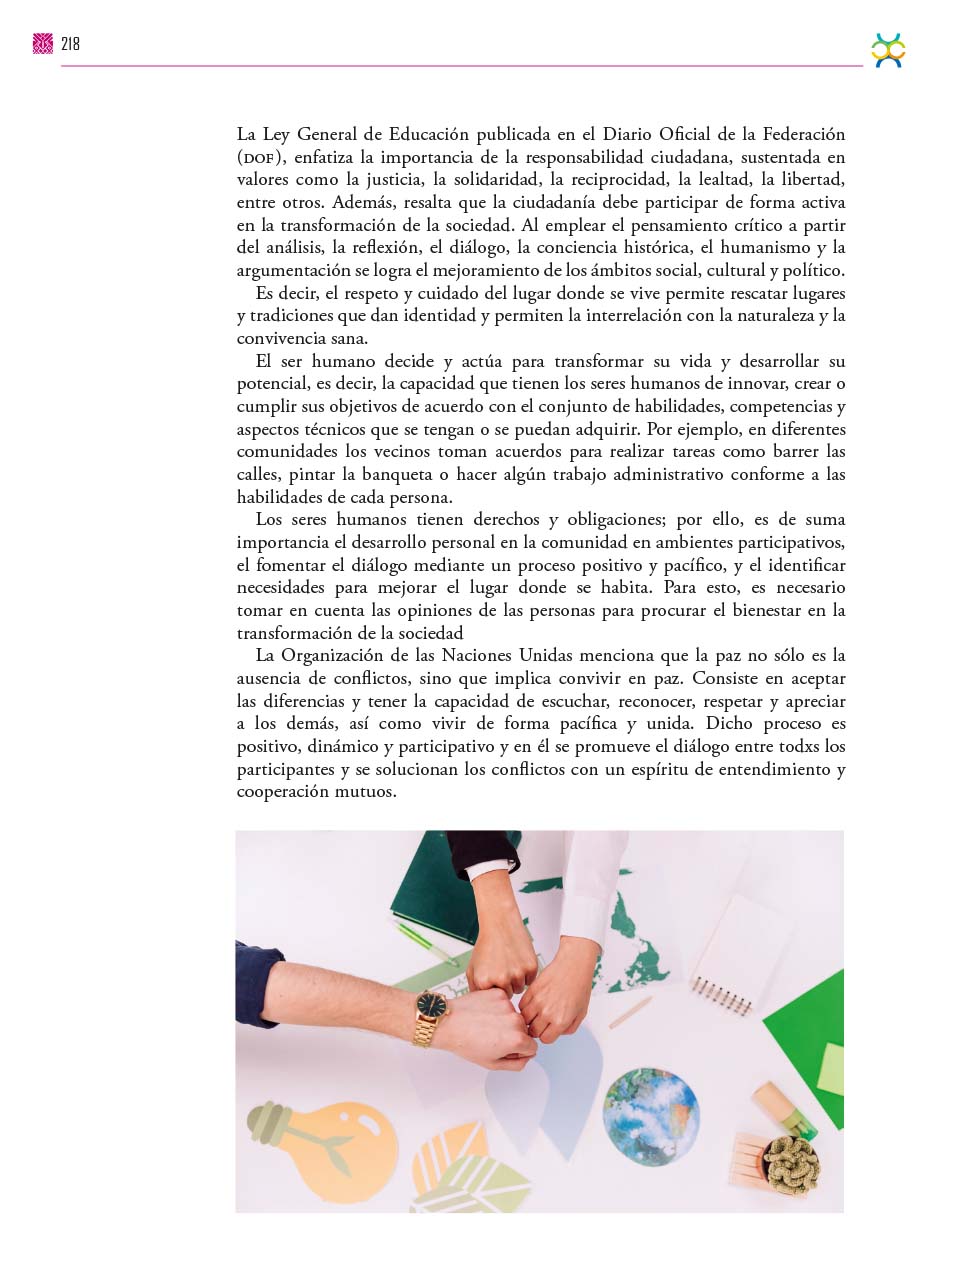 218
La Ley General de Educación publicada en el Diario Oficial de la Federación
(DOF), enfatiza la importancia de la responsabilidad ciudadana, sustentada en
valores como la justicia, la solidaridad, la reciprocidad, la lealtad, la libertad,
entre otros. Además, resalta que la ciudadanía debe participar de forma activa
en la transformación de la sociedad. Al emplear el pensamiento crítico a partir
del análisis, la reflexión, el diálogo, la conciencia histórica, el humanismo y la
argumentación se logra el mejoramiento de los ámbitos social, cultural y político.
Es decir, el respeto y cuidado del lugar donde se vive permite rescatar lugares
y tradiciones que dan identidad y permiten la interrelación con la naturaleza y la
convivencia sana.
El ser humano decide y actúa para transformar su vida y desarrollar su
potencial, es decir, la capacidad que tienen los seres humanos de innovar, crear o
cumplir sus objetivos de acuerdo con el conjunto de habilidades, competencias y
aspectos técnicos que se tengan o se puedan adquirir. Por ejemplo, en diferentes
comunidades los vecinos toman acuerdos para realizar tareas como barrer las
calles, pintar la banqueta o hacer algún trabajo administrativo conforme a las
habilidades de cada persona.
Los seres humanos tienen derechos y obligaciones; por ello, es de suma
importancia el desarrollo personal en la comunidad en ambientes participativos,
el fomentar el diálogo mediante un proceso positivo y pacífico, y el identificar
necesidades para mejorar el lugar donde se habita. Para esto, es necesario
tomar en cuenta las opiniones de las personas para procurar el bienestar en la
transformación de la sociedad
La Organización de las Naciones Unidas menciona que la paz no sólo es la
ausencia de conflictos, sino que implica convivir en paz. Consiste en aceptar
las diferencias y tener la capacidad de escuchar, reconocer, respetar y apreciar
a los demás, así como vivir de forma pacífica y unida. Dicho proceso es
positivo, dinámico y participativo y en él se promueve el diálogo entre todxs los
participantes y se solucionan los conflictos con un espíritu de entendimiento y
cooperación mutuos.